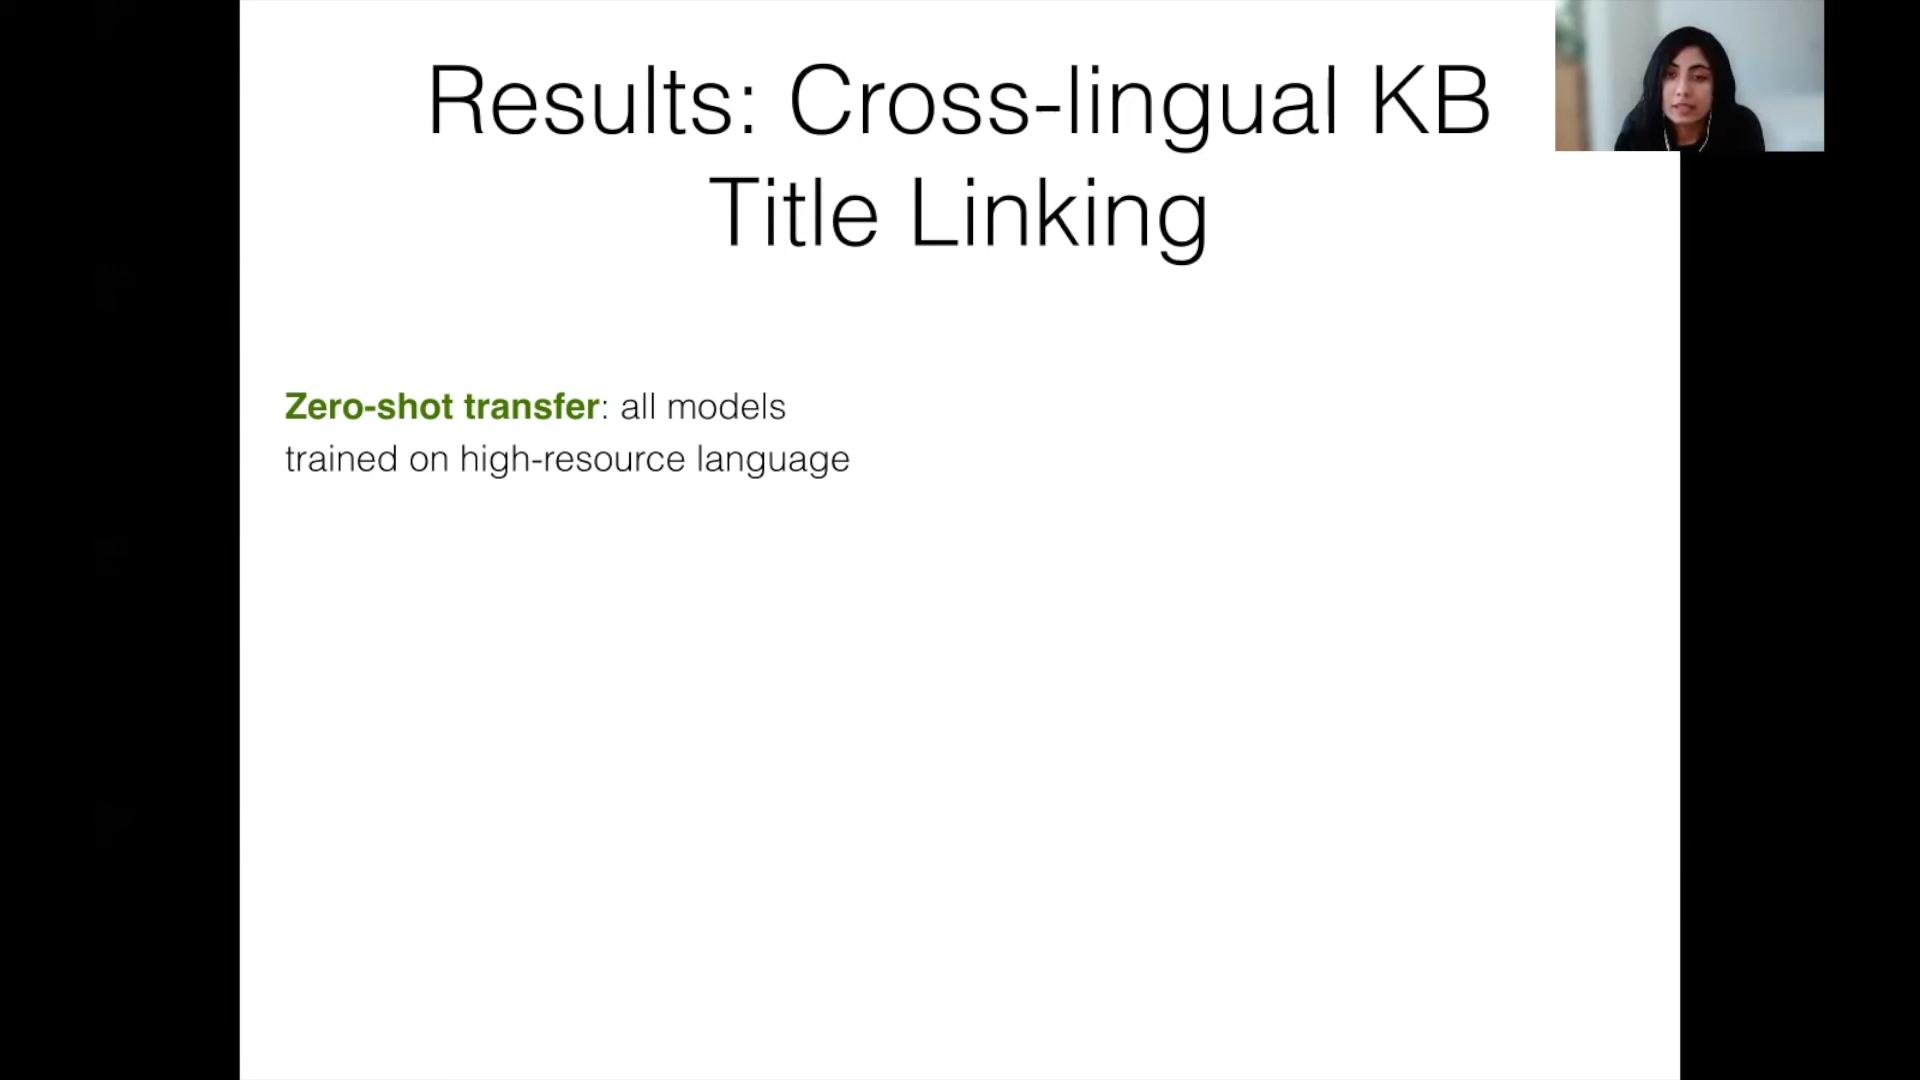 Results: Cross-lingual KB
Title Linking
Zero-shot transfer: all models
trained on high-resource language